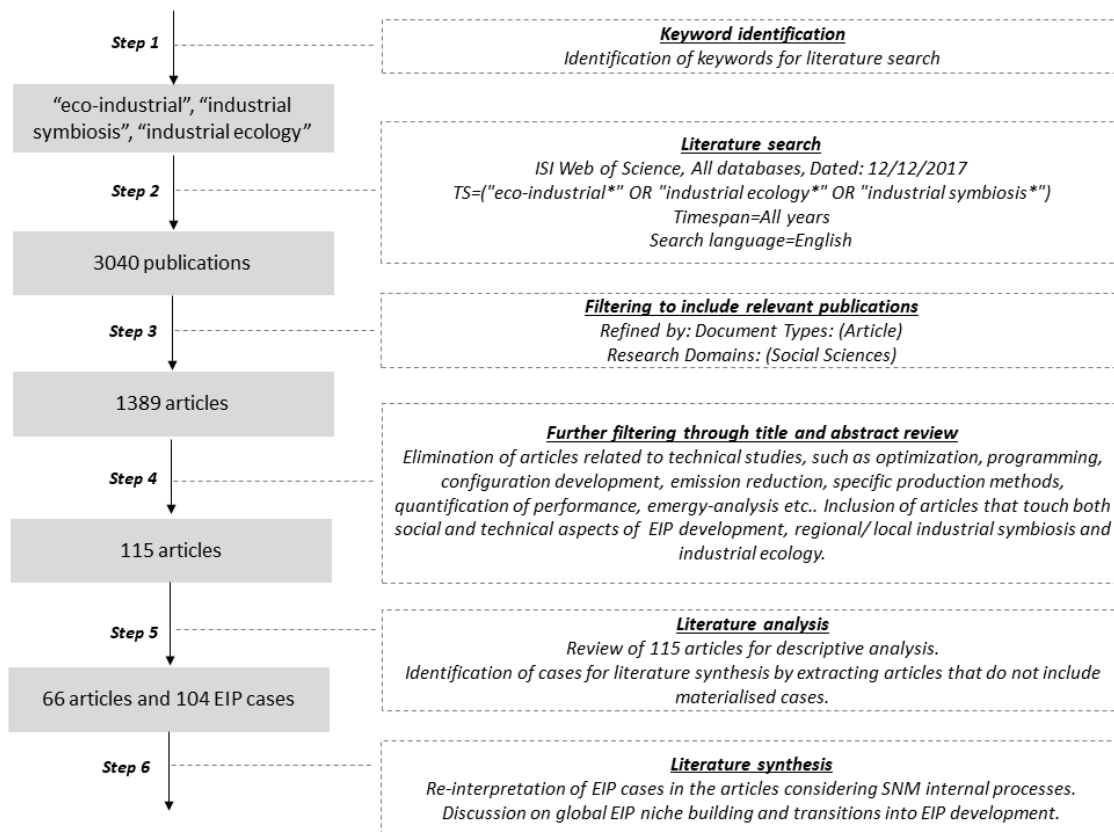 Step 1
Keyword identification
Identification of keywords for literature search
“eco-industrial”, “industrial
symbiosis”, “industrial ecology”
Step 2
Literature search
ISI Web of Science, All databases, Dated: 12/12/2017
TS=("eco-industrial*" OR "industrial ecology*" OR "industrial symbiosis*")
Timespan=All years
Search language=English
3040 publications
Step 3
Filtering to include relevant publications
Refined by: Document Types: (Article)
Research Domains: (Social Sciences)
1389 articles
Step 4
Further filtering through title and abstract review
Elimination of articles related to technical studies, such as optimization, programming,
configuration development, emission reduction, specific production methods,
quantification of performance, emergy-analysis etc.. Inclusion of articles that touch both
social and technical aspects of EIP development, regional/ local industrial symbiosis and
industrial ecology.
115 articles
Step 5
Literature analysis
Review of 115 articles for descriptive analysis.
Identification of cases for literature synthesis by extracting articles that do not include
materialised cases.
66 articles and 104 EIP cases
Step 6
Literature synthesis
Re-interpretation of EIP cases in the articles considering SNM internal processes.
Discussion on global EIP niche building and transitions into EIP development.